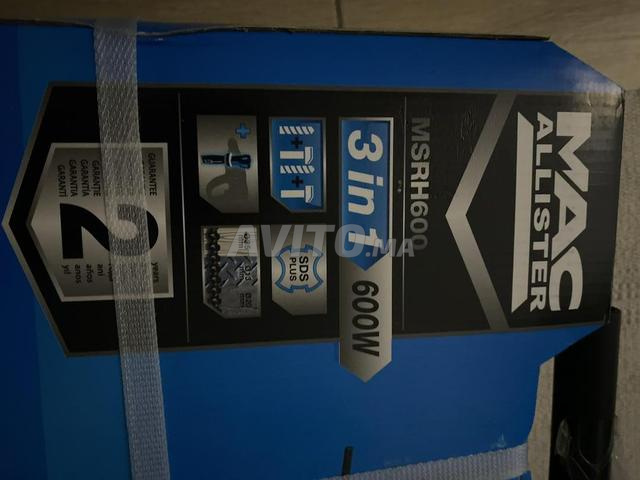 MAC
ALLISTER
MSRH600
3 in 1
600W
SDS
PLUS
GUARANTEE
GARANTIE
GARANTIA
GARANTÍA
GARANTİ
2
years
ans
ani
años
anos
yıl
AVITO.MA